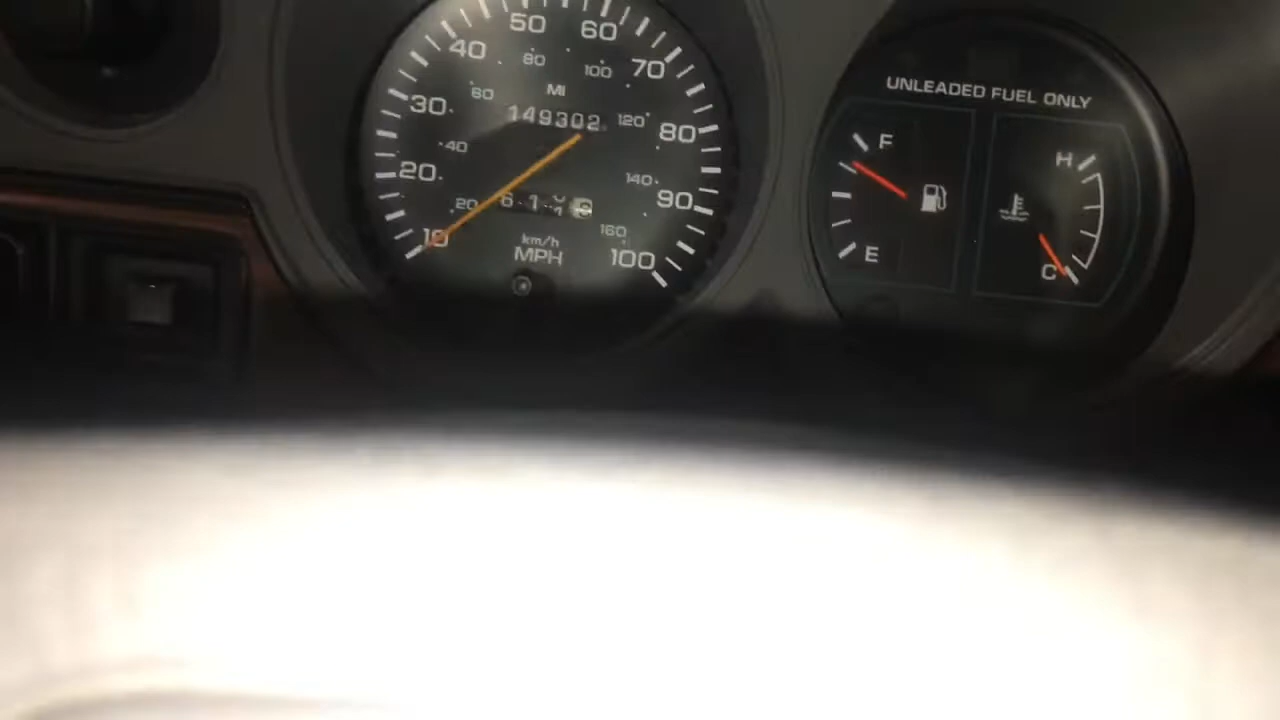 50 60
40 80 100 70
60 MI
30 149302 120 80
40
20 140 90
20
10 km/h 160
MPH 100
UNLEADED FUEL ONLY
F H
E C